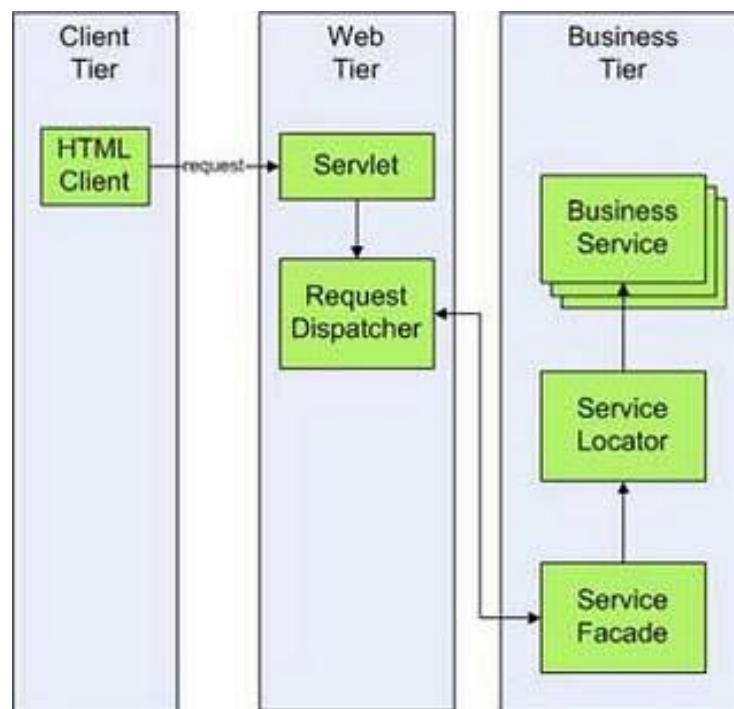 Client
Tier
Web
Tier
Business
Tier
HTML
Client
request
Servlet
Request
Dispatcher
Business
Service
Service
Locator
Service
Facade